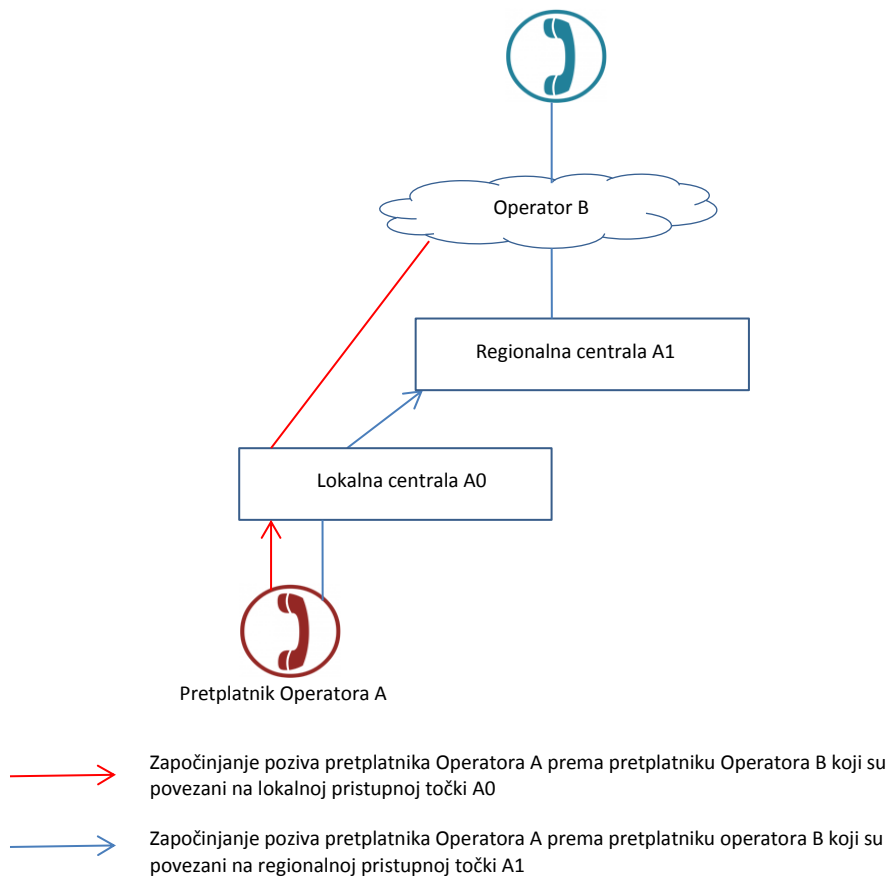 Operator B
Regionalna centrala A1
Lokalna centrala A0
Pretplatnik Operatora A
Započinjanje poziva pretplatnika Operatora A prema pretplatniku Operatora B koji su
povezani na lokalnoj pristupnoj točki A0
Započinjanje poziva pretplatnika Operatora A prema pretplatniku operatora B koji su
povezani na regionalnoj pristupnoj točki A1